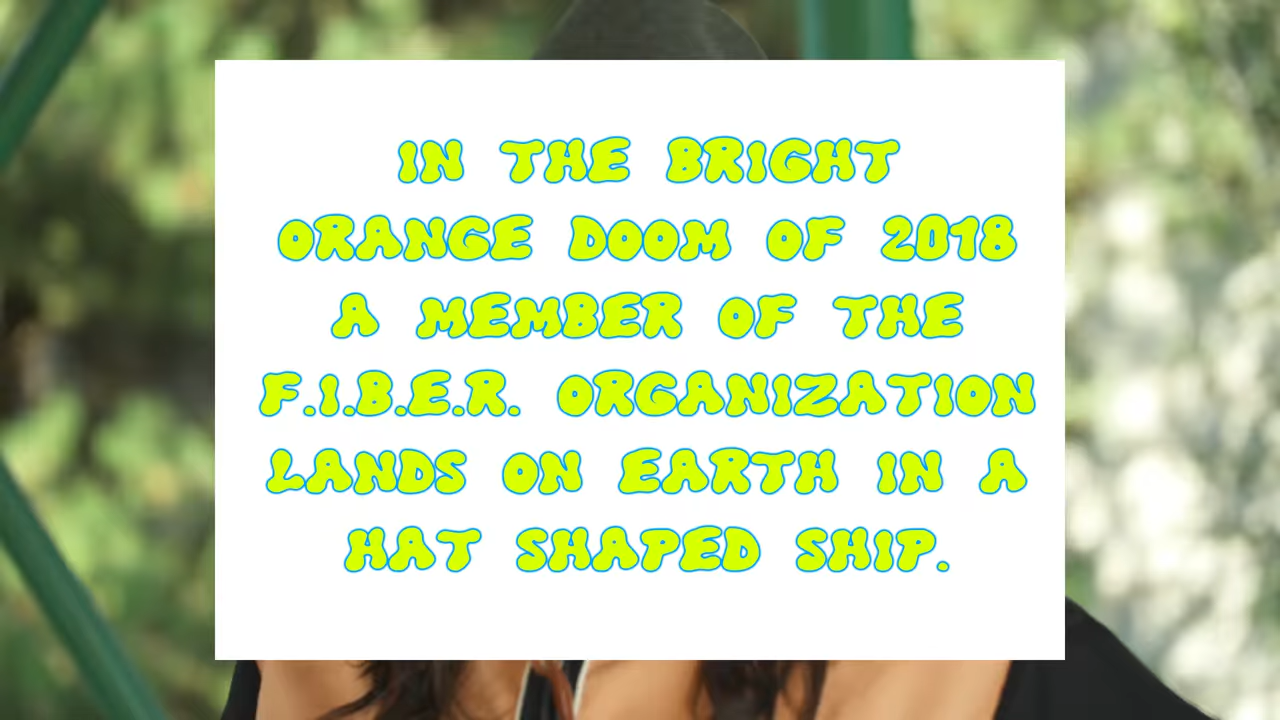 IN THE BRIGHT
ORANGE DOOM OF 2018
A MEMBER OF THE
F.I.B.E.R. ORGANIZATION
LANDS ON EARTH IN A
HAT SHAPED SHIP.